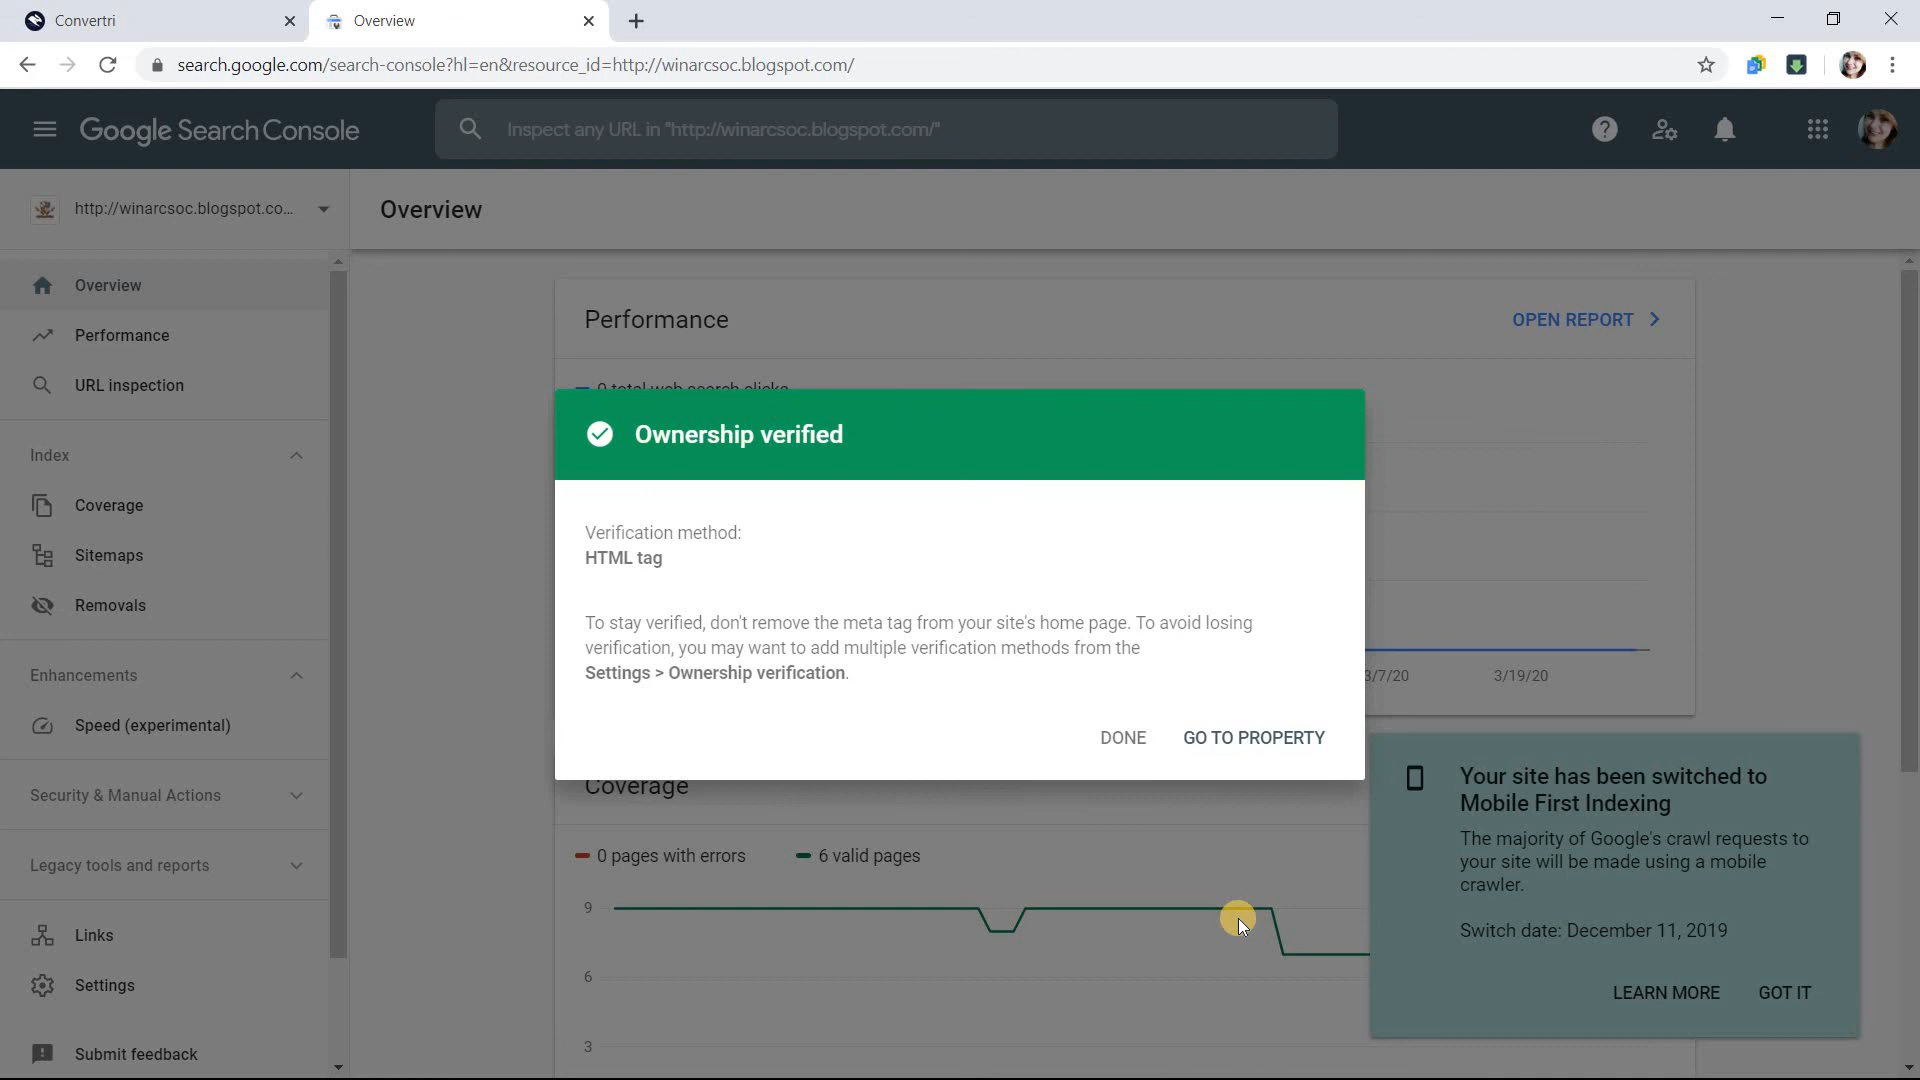 Convertri
Overview
search.google.com/search-console?hl=en&resource_id=http://winarcsoc.blogspot.com/
Google Search Console
Inspect any URL in "http://winarcsoc.blogspot.com/"
http://winarcsoc.blogspot.co...
Overview
Overview
Performance
URL inspection
Index
Coverage
Sitemaps
Removals
Enhancements
Speed (experimental)
Security & Manual Actions
Legacy tools and reports
Links
Settings
Submit feedback
Performance
OPEN REPORT
0 total web search clicks
Ownership verified
Verification method:
HTML tag
To stay verified, don't remove the meta tag from your site's home page. To avoid losing
verification, you may want to add multiple verification methods from the
Settings > Ownership verification.
DONE GO TO PROPERTY
3/7/20 3/19/20
Coverage
0 pages with errors 6 valid pages
9
6
3
Your site has been switched to
Mobile First Indexing
The majority of Google's crawl requests to
your site will be made using a mobile
crawler.
Switch date: December 11, 2019
LEARN MORE GOT IT